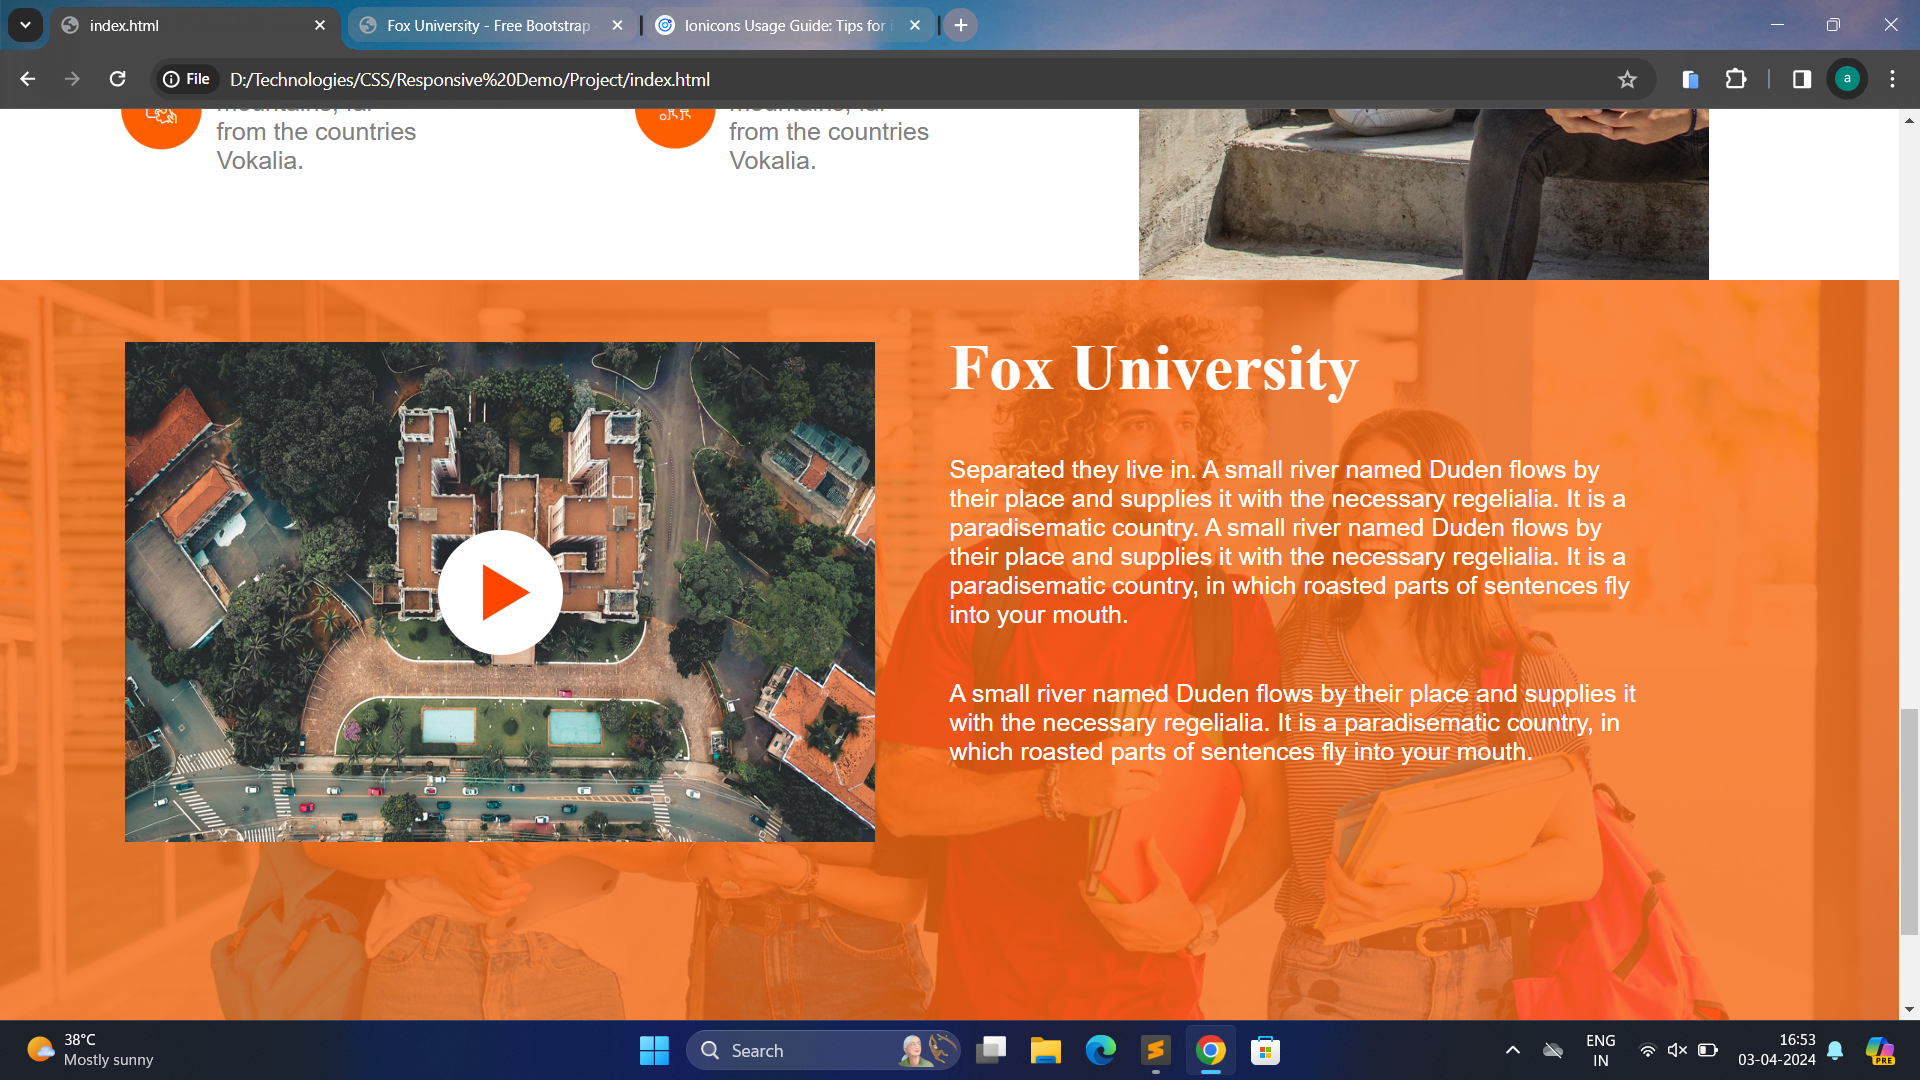 index.html
Fox University - Free Bootstrap
Ionicons Usage Guide: Tips for
File
D:/Technologies/CSS/Responsive%20Demo/Project/index.html
a
from the countries
Vokalia.
from the countries
Vokalia.
Fox University
Separated they live in. A small river named Duden flows by
their place and supplies it with the necessary regelialia. It is a
paradisematic country. A small river named Duden flows by
their place and supplies it with the necessary regelialia. It is a
paradisematic country, in which roasted parts of sentences fly
into your mouth.
A small river named Duden flows by their place and supplies it
with the necessary regelialia. It is a paradisematic country, in
which roasted parts of sentences fly into your mouth.
38°C
Mostly sunny
Search
ENG
IN
16:53
03-04-2024
PRE